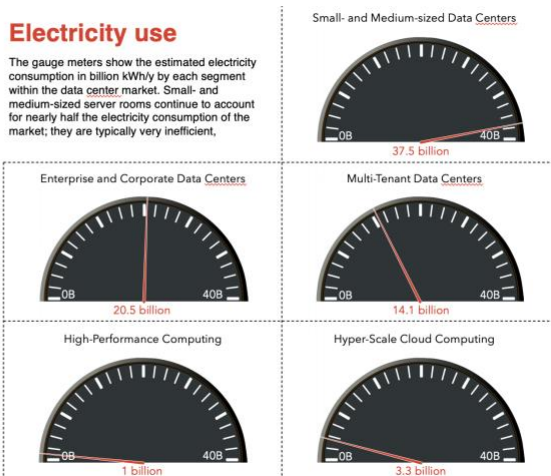 Electricity use
The gauge meters show the estimated electricity
consumption in billion kWh/y by each segment
within the data center market. Small- and
medium-sized server rooms continue to account
for nearly half the electricity consumption of the
market; they are typically very inefficient,
Small- and Medium-sized Data Centers
0B
40B
37.5 billion
Enterprise and Corporate Data Centers
0B
40B
20.5 billion
Multi-Tenant Data Centers
0B
40B
14.1 billion
High-Performance Computing
0B
40B
1 billion
Hyper-Scale Cloud Computing
0B
40B
3.3 billion